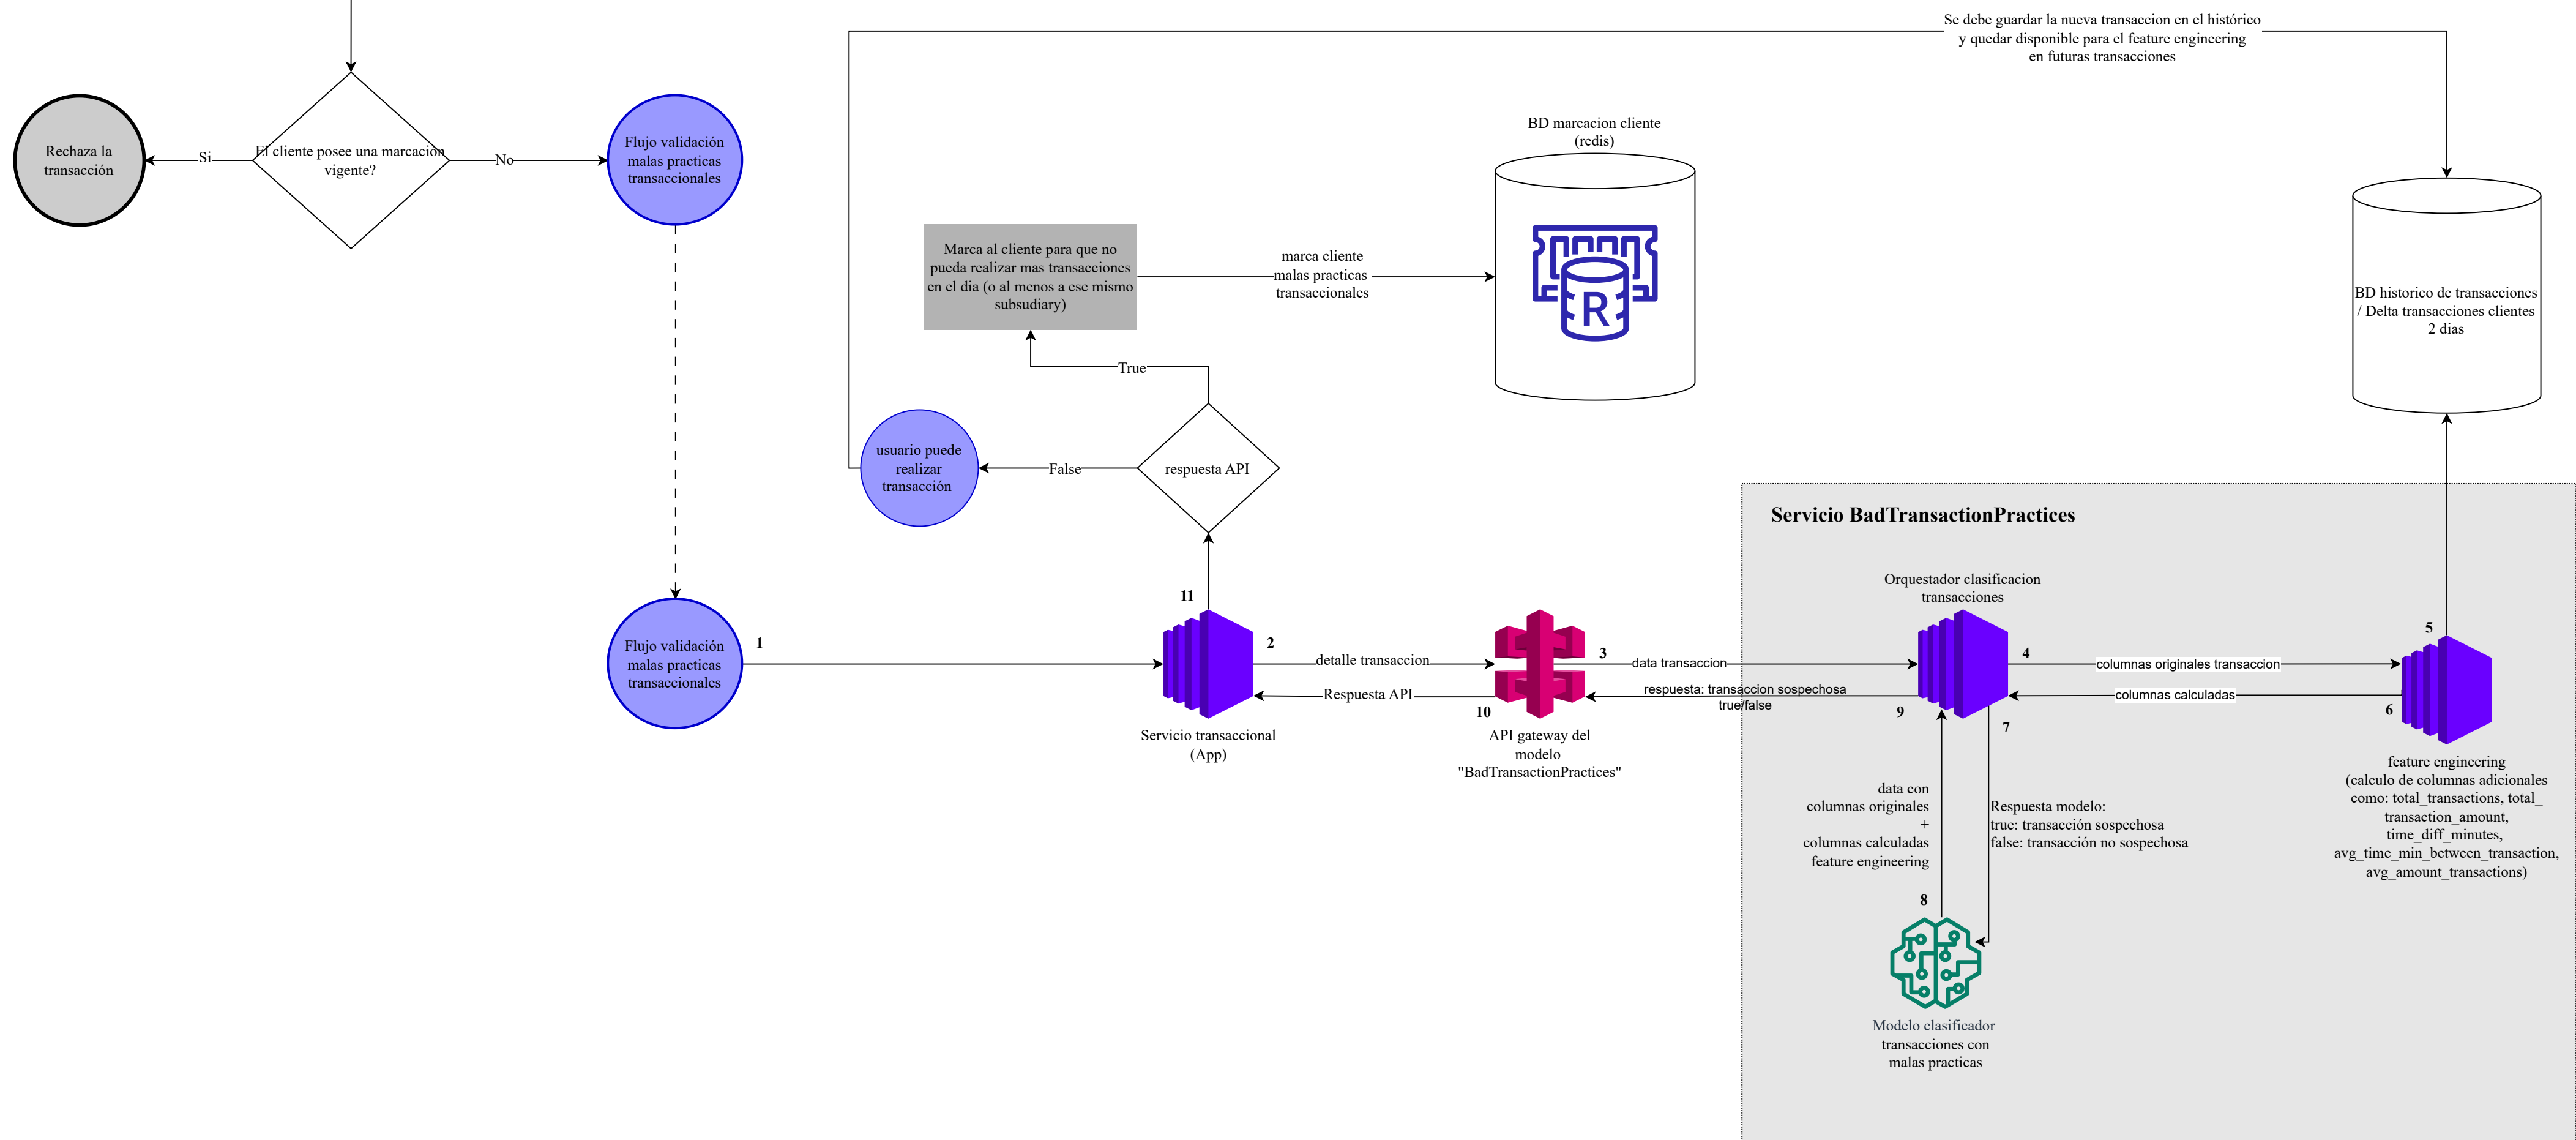 Se debe guardar la nueva transaccion en el histórico
y quedar disponible para el feature engineering
en futuras transacciones
Rechaza la
transacción
Si
El cliente posee una marcación
vigente?
No
Flujo validación
malas practicas
transaccionales
BD marcacion cliente
(redis)
R
Marca al cliente para que no
pueda realizar mas transacciones
en el dia (o al menos a ese mismo
subsudiary)
marca cliente
malas practicas
transaccionales
BD historico de transacciones
/ Delta transacciones clientes
2 dias
True
usuario puede
realizar
transacción
False
respuesta API
Servicio BadTransactionPractices
Flujo validación
malas practicas
transaccionales
1
11
2
Servicio transaccional
(App)
detalle transaccion
Respuesta API
10
3
API gateway del
modelo
"BadTransactionPractices"
data transaccion
respuesta: transaccion sospechosa
true/false
Orquestador clasificacion
transacciones
9
4
7
columnas originales transaccion
columnas calculadas
5
6
feature engineering
(calculo de columnas adicionales
como: total_transactions, total_
transaction_amount,
time_diff_minutes,
avg_time_min_between_transaction,
avg_amount_transactions)
data con
columnas originales
+
columnas calculadas
feature engineering
Respuesta modelo:
true: transacción sospechosa
false: transacción no sospechosa
8
Modelo clasificador
transacciones con
malas practicas